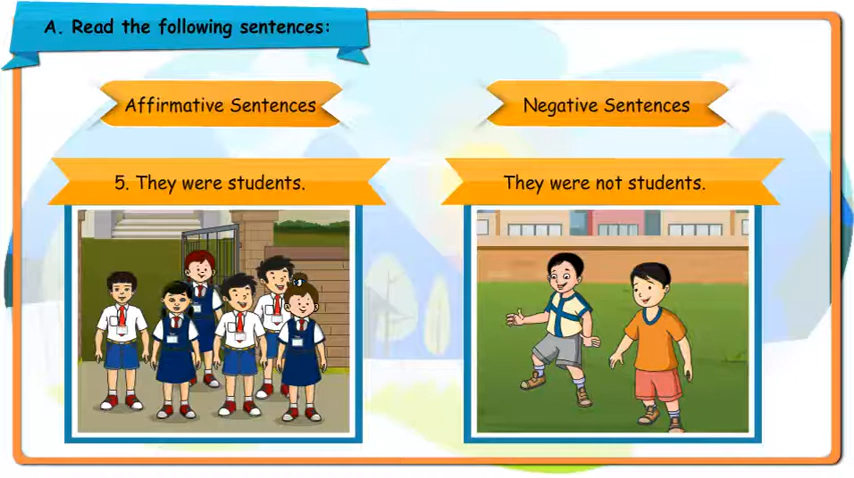 A. Read the following sentences:
Affirmative Sentences
Negative Sentences
5. They were students.
They were not students.